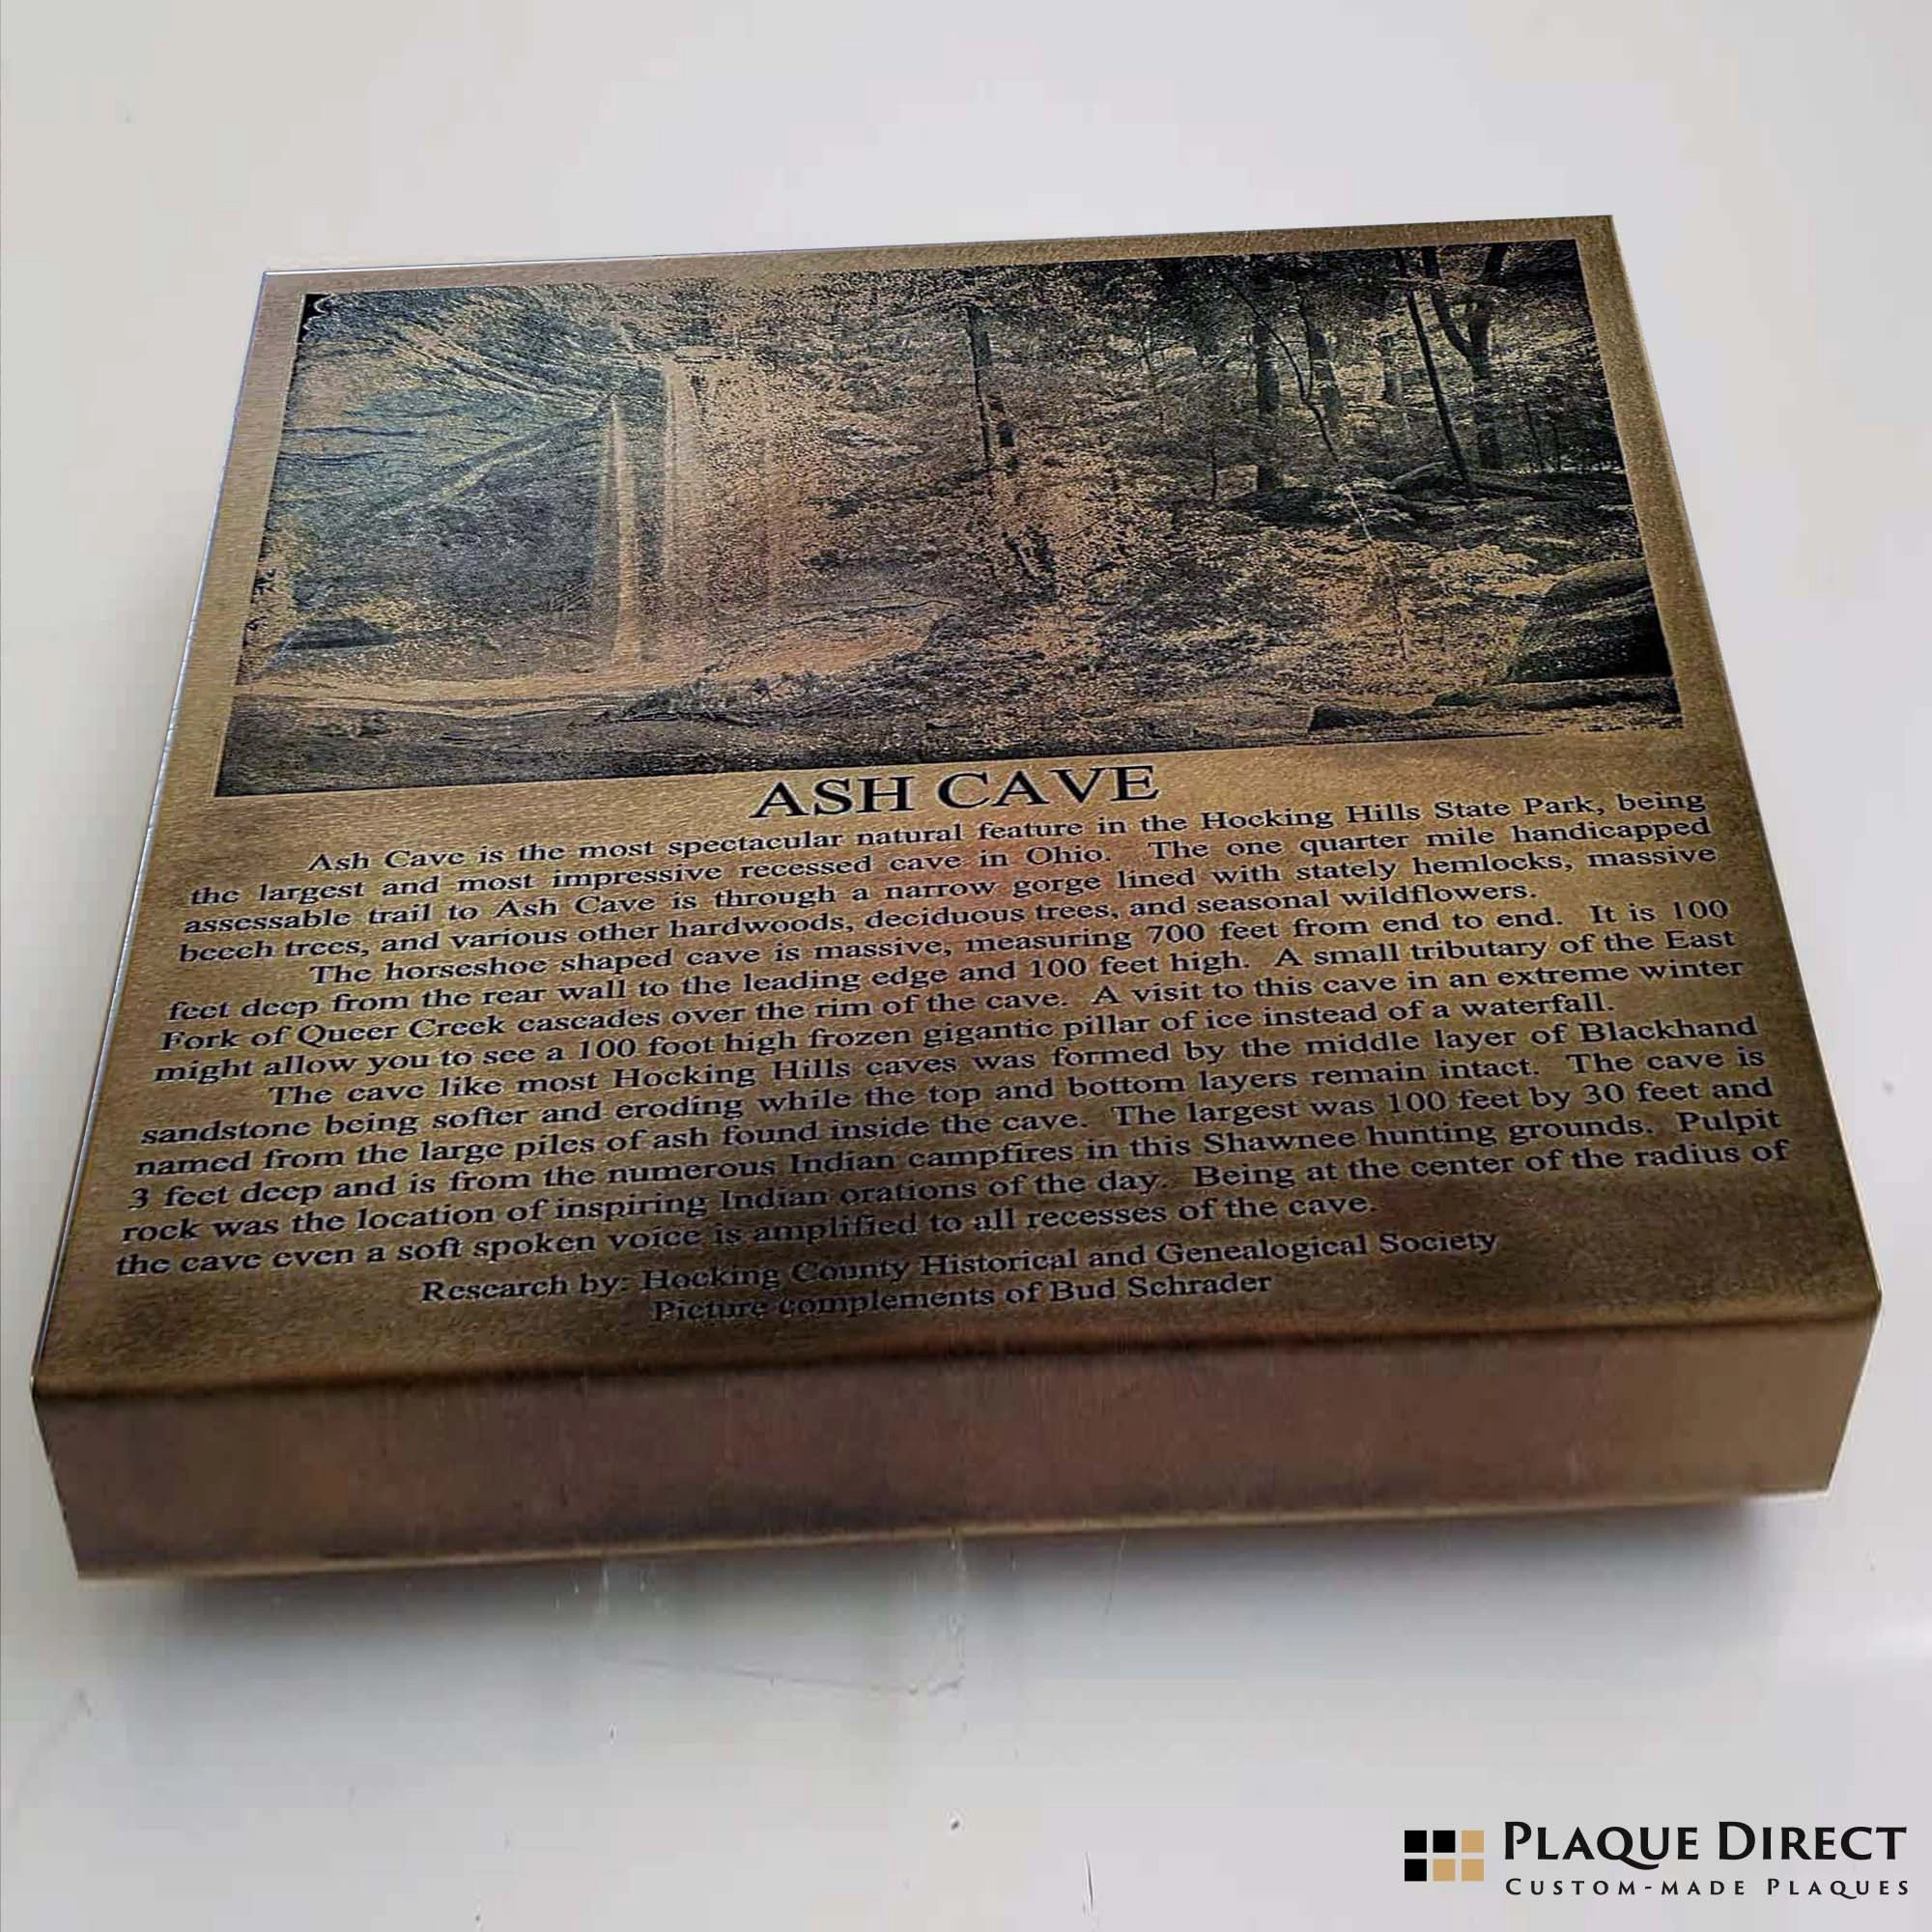 ASH CAVE
Ash Cave is the most spectacular natural feature in the Hocking Hills State Park, being
the largest and most impressive recessed cave in Ohio. The one quarter mile handicapped
assessable trail to Ash Cave is through a narrow gorge lined with stately hemlocks, massive
beech trees, and various other hardwoods, deciduous trees, and seasonal wildflowers.
The horseshoe shaped cave is massive, measuring 700 feet from end to end. It is 100
feet deep from the rear wall to the leading edge and 100 feet high. A small tributary of the East
Fork of Queer Creek cascades over the rim of the cave. A visit to this cave in an extreme winter
might allow you to see a 100 foot high frozen gigantic pillar of ice instead of a waterfall.
The cave like most Hocking Hills caves was formed by the middle layer of Blackhand
sandstone being softer and eroding while the top and bottom layers remain intact. The cave is
named from the large piles of ash found inside the cave. The largest was 100 feet by 30 feet and
3 feet deep and is from the numerous Indian campfires in this Shawnee hunting grounds. Pulpit
rock was the location of inspiring Indian orations of the day. Being at the center of the radius of
the cave even a soft spoken voice is amplified to all recesses of the cave.
Research by: Hocking County Historical and Genealogical Society
Picture complements of Bud Schrader
PLAQUE DIRECT
CUSTOM-MADE PLAQUES